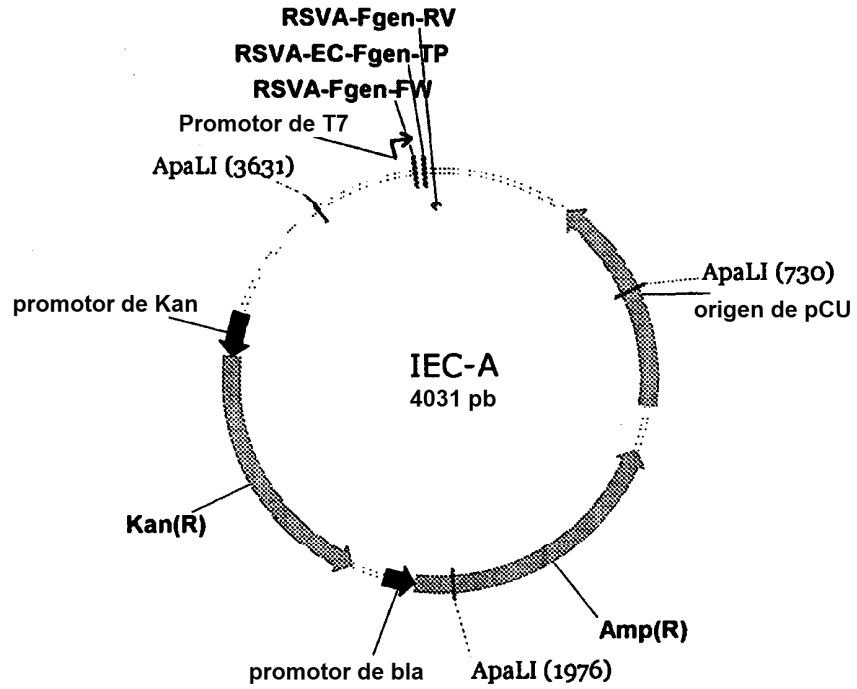 RSVA-Fgen-RV
RSVA-EC-Fgen-TP
RSVA-Fgen-FW
Promotor de T7
ApaLI (3631)
ApaLI (730)
origen de pCU
promotor de Kan
IEC-A
4031 pb
Kan(R)
Amp(R)
promotor de bla
ApaLI (1976)